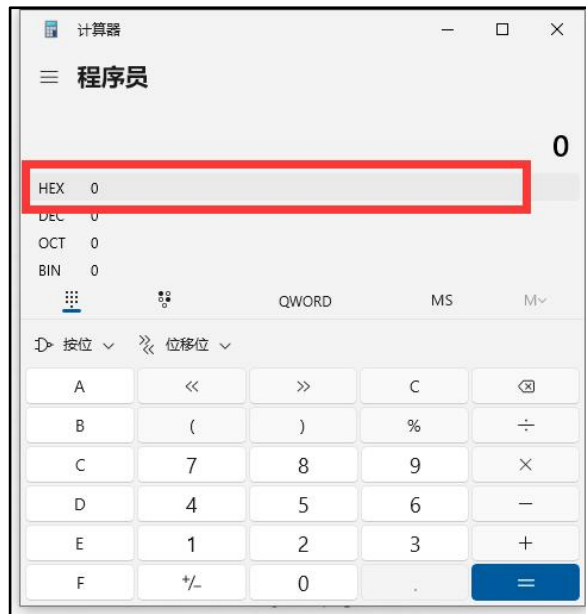 计算器
程序员
0
HEX 0
DEC 0
OCT 0
BIN 0
QWORD MS M
按位 位移位
A << >> C
B ( ) % ÷
C 7 8 9 ×
D 4 5 6 −
E 1 2 3 +
F +/− 0 . =